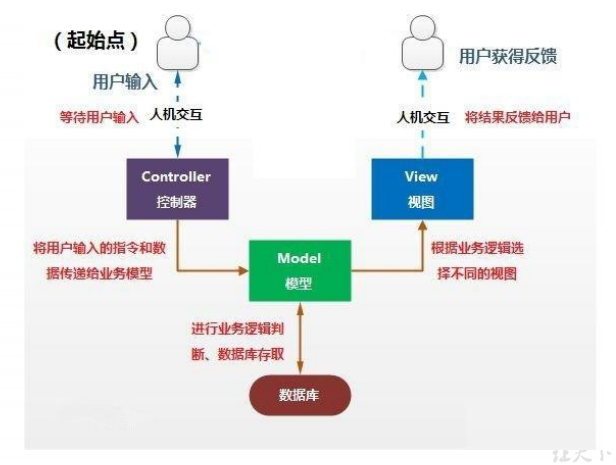 （起始点）
用户输入
用户获得反馈
等待用户输入
人机交互
人机交互
将结果反馈给用户
Controller
控制器
View
视图
将用户输入的指令和数
据传递给业务模型
Model
模型
根据业务逻辑选
择不同的视图
进行业务逻辑判
断、数据库存取
数据库